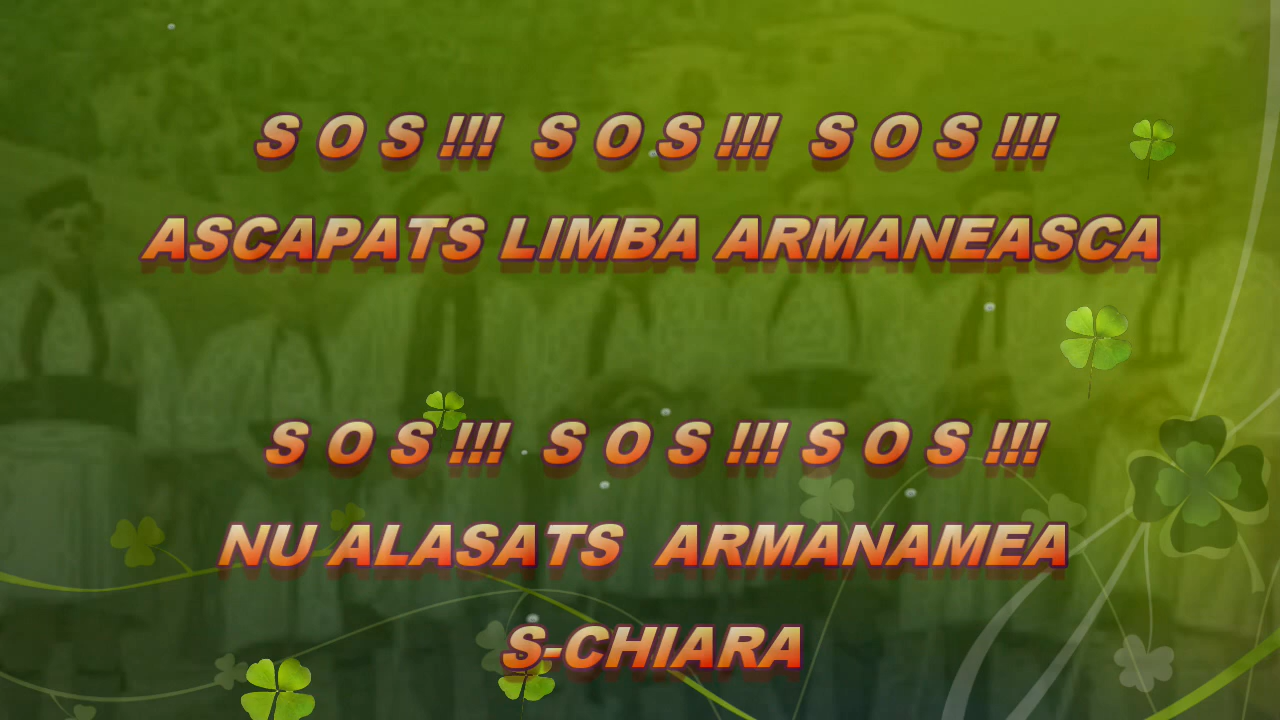 S O S !!! S O S !!! S O S !!!
ASCAPATS LIMBA ARMANEASCA
S O S !!! S O S !!! S O S !!!
NU ALASATS ARMANAMEA
S-CHIARA